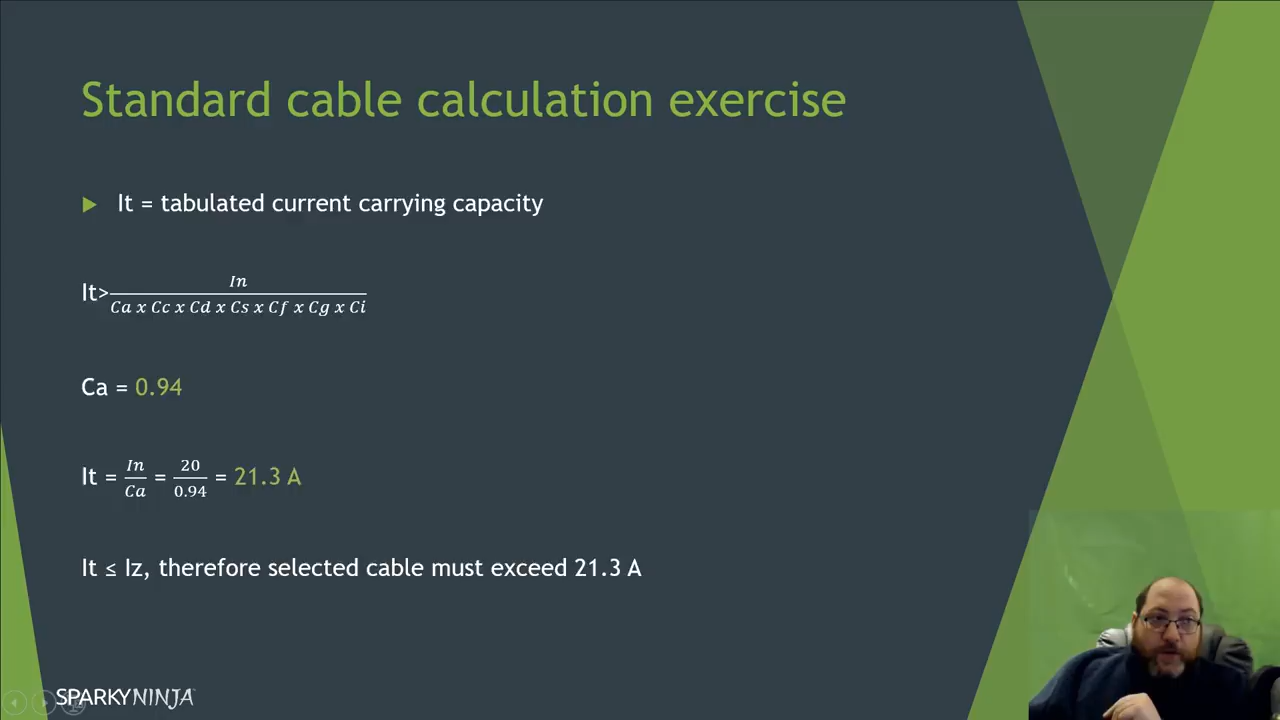 Standard cable calculation exercise
It = tabulated current carrying capacity
It> In / Ca x Cc x Cd x Cs x Cf x Cg x Ci
Ca = 0.94
It = In / Ca = 20 / 0.94 = 21.3 A
It ≤ Iz, therefore selected cable must exceed 21.3 A
SPARKYNINJA